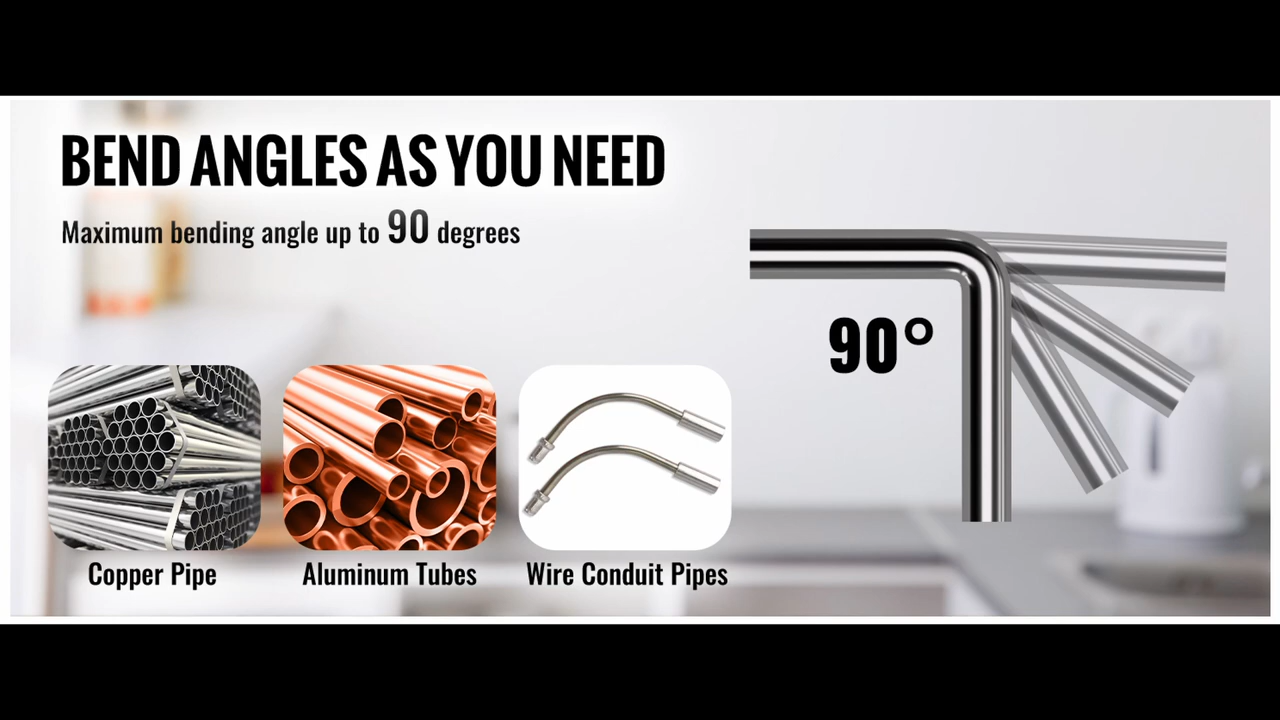 BEND ANGLES AS YOU NEED
Maximum bending angle up to 90 degrees
90°
Copper Pipe
Aluminum Tubes
Wire Conduit Pipes